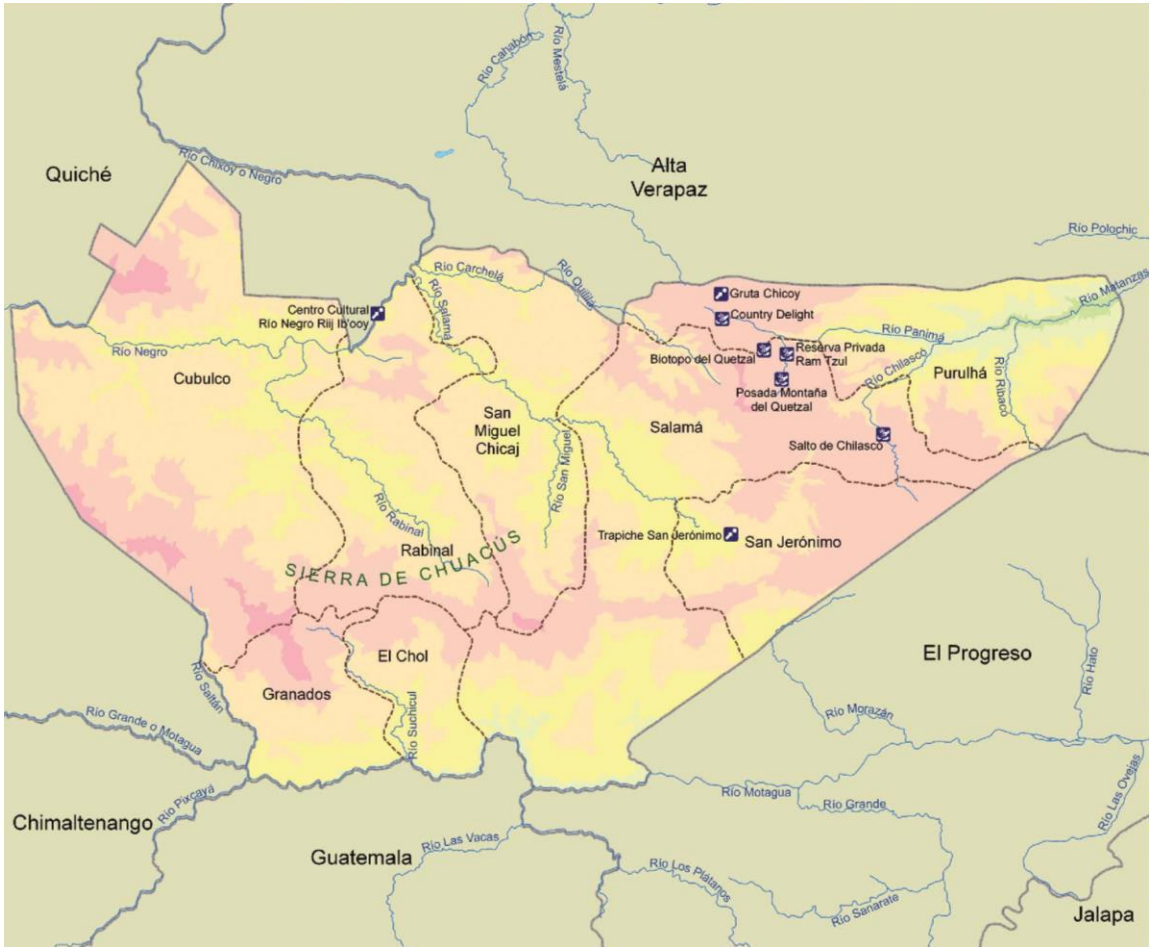 Río Cahabón
Río Mestelá
Quiché
Río Chixoy o Negro
Alta
Verapaz
Río Polochic
Río Carchelá
Río Quililá
Río Matanzas
Río Salamá
Gruta Chicoy
Centro Cultural
Río Negro Riij Ib'ooy
Country Delight
Río Panimá
Río Negro
Biotopo del Quetzal
Reserva Privada
Ram Tzul
Río Chilascó
Cubulco
Purulhá
Río Ribaco
Posada Montaña
del Quetzal
San
Miguel
Chicaj
Salamá
Salto de Chilascó
Río San Miguel
Río Rabinal
Trapiche San Jerónimo
San Jerónimo
Rabinal
SIERRA DE CHUACÚS
El Chol
El Progreso
Río Hato
Granados
Río Saltán
Río Suchicul
Río Grande o Motagua
Río Morazán
Río Pixcayá
Río Motagua
Río Grande
Río Las Ovejas
Chimaltenango
Río Las Vacas
Guatemala
Río Los Plátanos
Río Sanarate
Jalapa